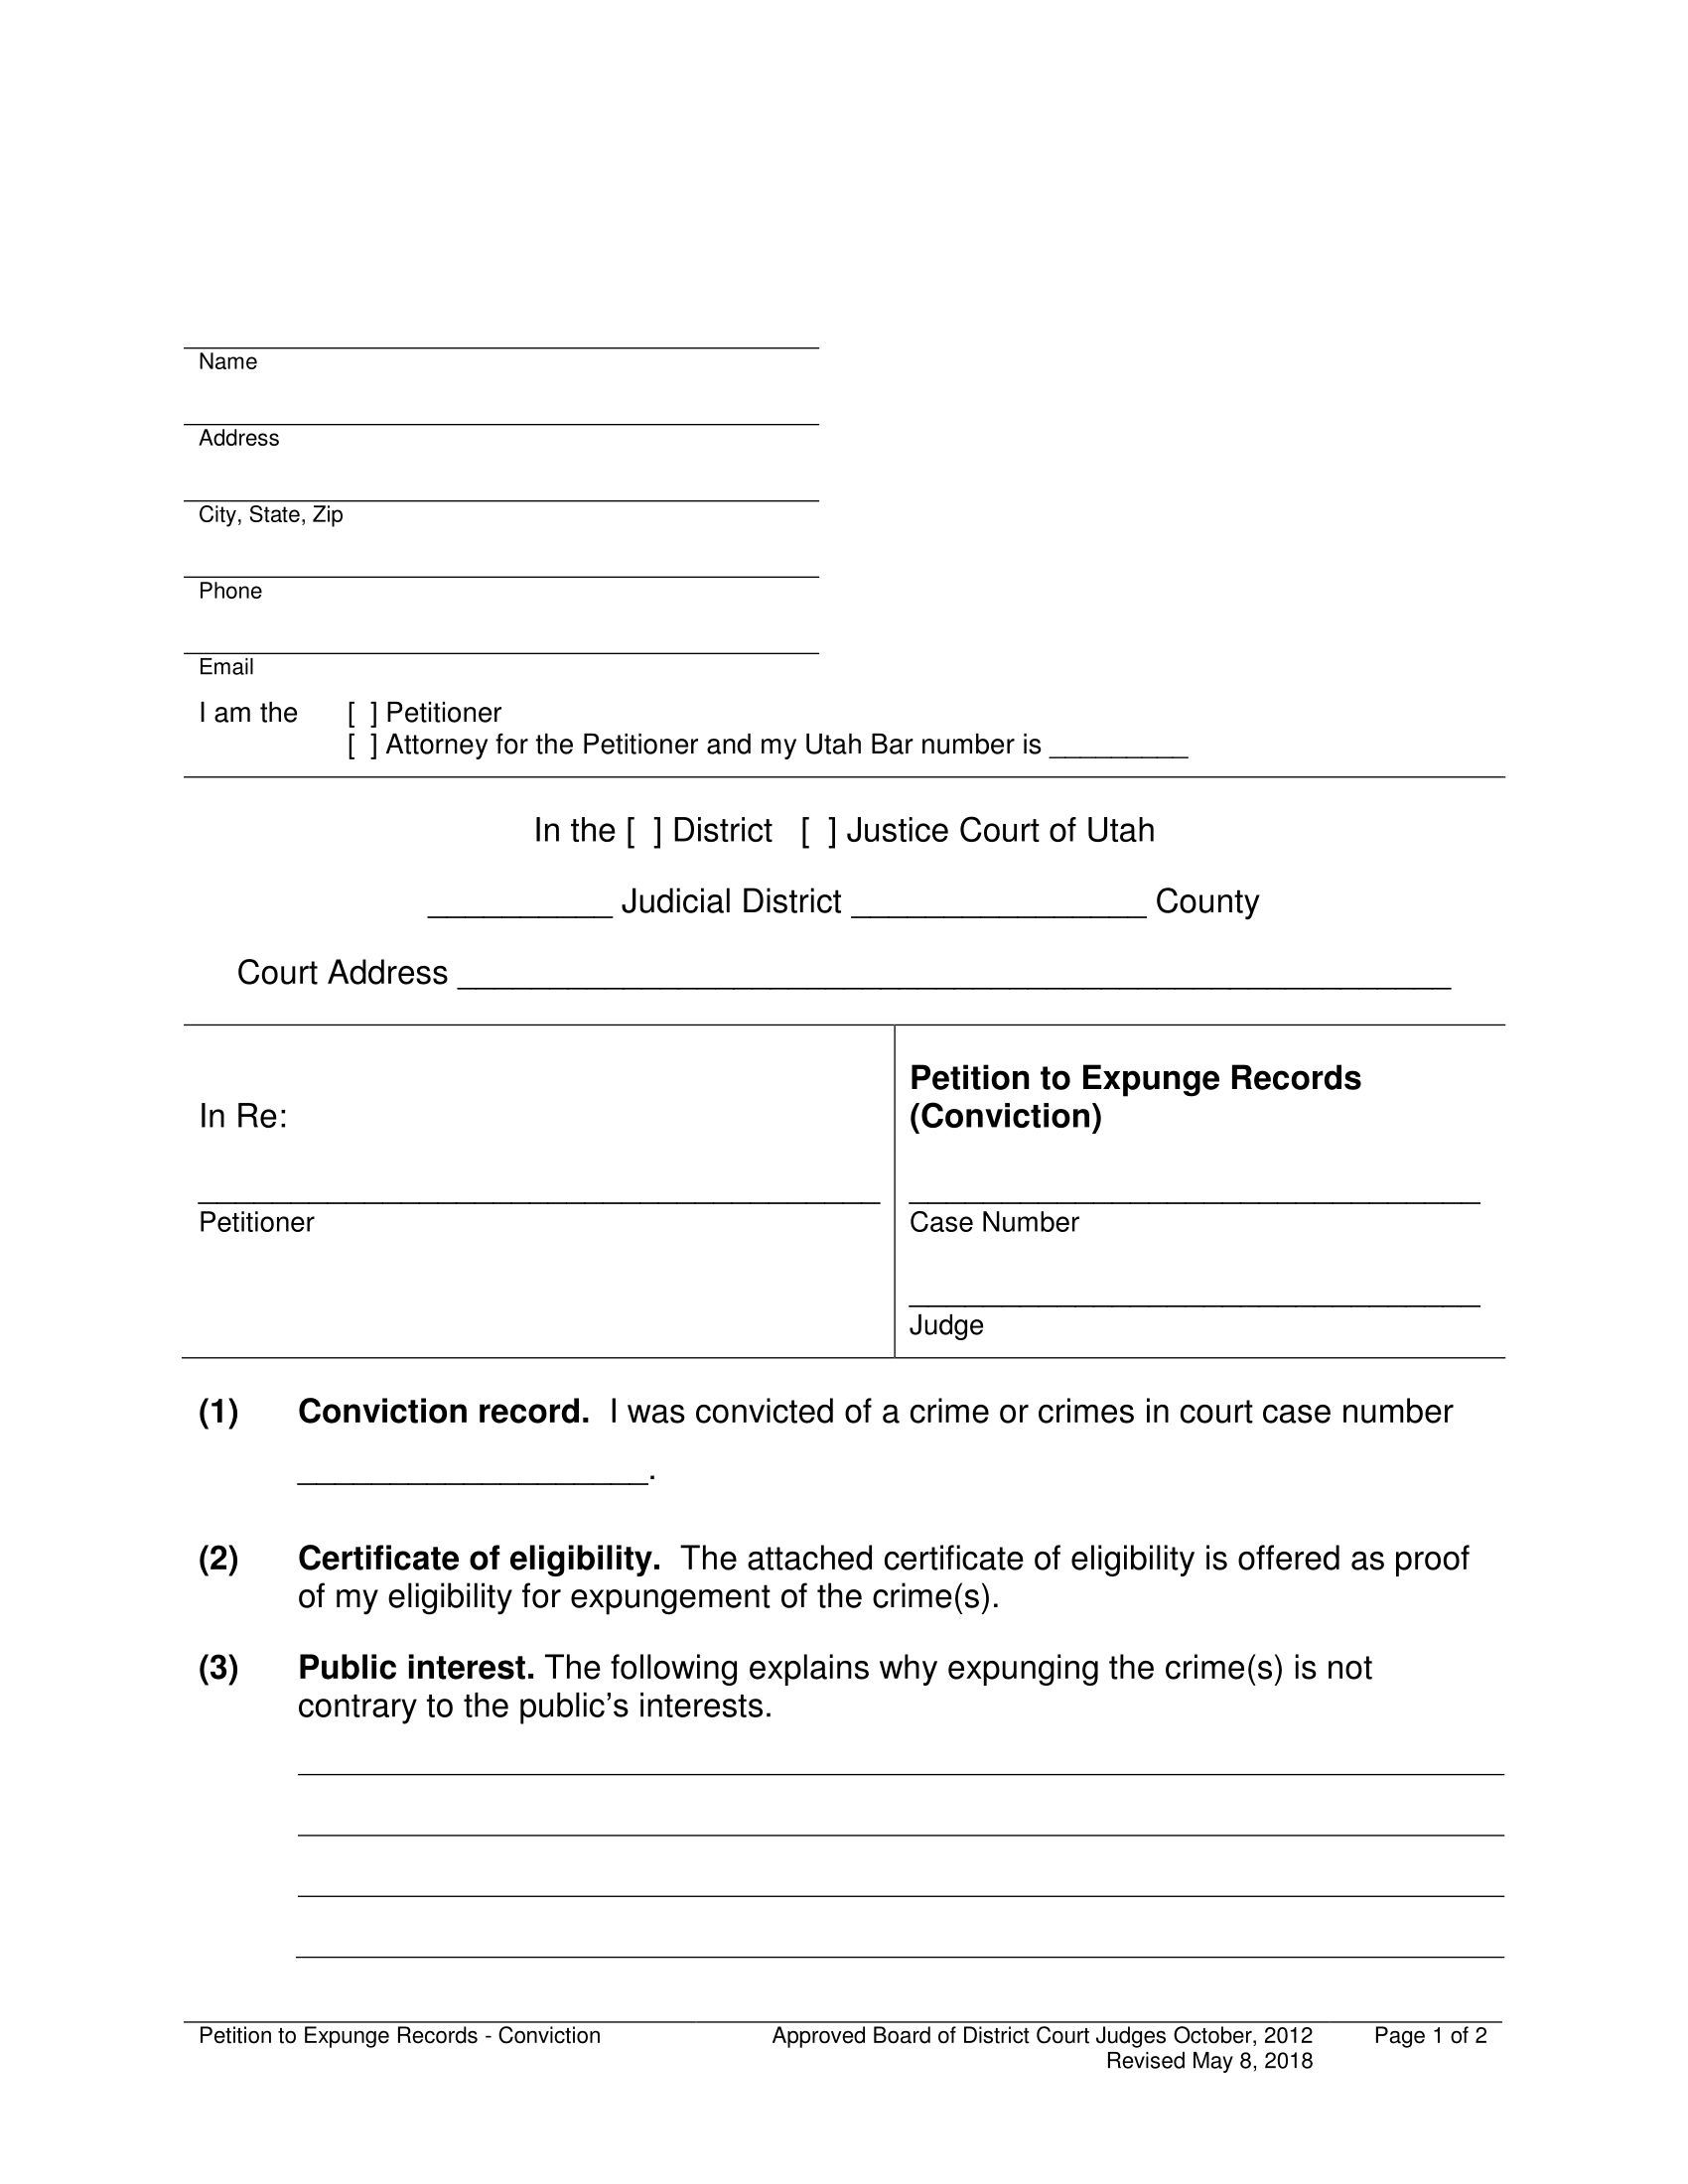 Name
Address
City, State, Zip
Phone
Email
I am the [ ] Petitioner
[ ] Attorney for the Petitioner and my Utah Bar number is _________
In the [ ] District [ ] Justice Court of Utah
__________ Judicial District ________________ County
Court Address ______________________________________________________
In Re:
_____________________________________
Petitioner
Petition to Expunge Records
(Conviction)
_______________________________
Case Number
_______________________________
Judge
(1) Conviction record. I was convicted of a crime or crimes in court case number
___________________.
(2) Certificate of eligibility. The attached certificate of eligibility is offered as proof
of my eligibility for expungement of the crime(s).
(3) Public interest. The following explains why expunging the crime(s) is not
contrary to the public’s interests.
Petition to Expunge Records - Conviction Approved Board of District Court Judges October, 2012 Page 1 of 2
Revised May 8, 2018